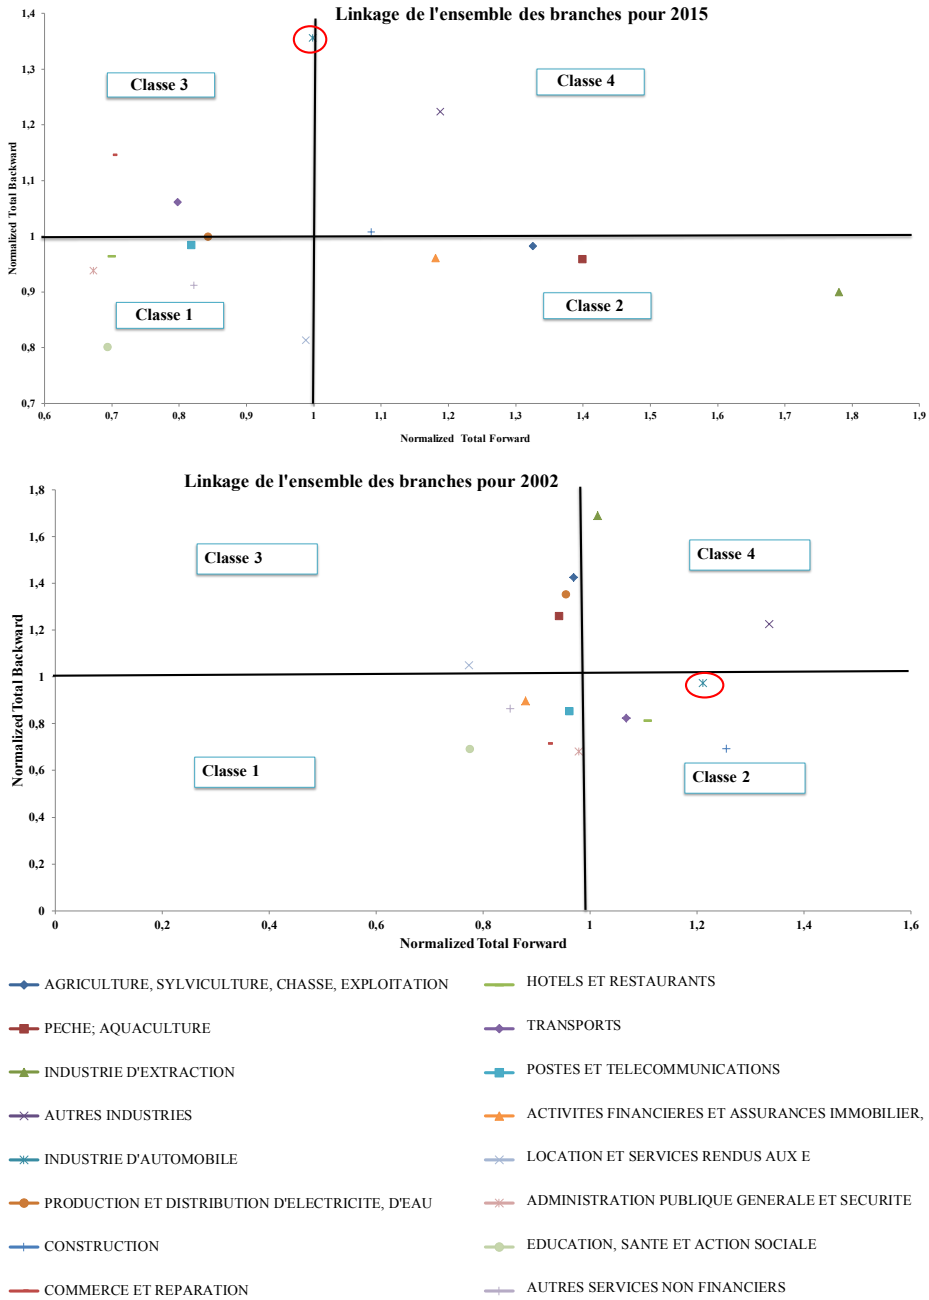 Linkage de l'ensemble des branches pour 2015
1,4
1,3
1,2
1,1
1
0,9
0,8
0,7
Normalized Total Backward
Classe 3
Classe 4
Classe 1
Classe 2
0,6 0,7 0,8 0,9 1 1,1 1,2 1,3 1,4 1,5 1,6 1,7 1,8 1,9
Normalized Total Forward
Linkage de l'ensemble des branches pour 2002
1,8
1,6
1,4
1,2
1
0,8
0,6
0,4
0,2
0
Normalized Total Backward
Classe 3
Classe 4
Classe 1
Classe 2
0 0,2 0,4 0,6 0,8 1 1,2 1,4 1,6
Normalized Total Forward
AGRICULTURE, SYLVICULTURE, CHASSE, EXPLOITATION
HOTELS ET RESTAURANTS
PECHE; AQUACULTURE
TRANSPORTS
INDUSTRIE D'EXTRACTION
POSTES ET TELECOMMUNICATIONS
AUTRES INDUSTRIES
ACTIVITES FINANCIERES ET ASSURANCES IMMOBILIER,
INDUSTRIE D'AUTOMOBILE
LOCATION ET SERVICES RENDUS AUX E
PRODUCTION ET DISTRIBUTION D'ELECTRICITE, D'EAU
ADMINISTRATION PUBLIQUE GENERALE ET SECURITE
CONSTRUCTION
EDUCATION, SANTE ET ACTION SOCIALE
COMMERCE ET REPARATION
AUTRES SERVICES NON FINANCIERS